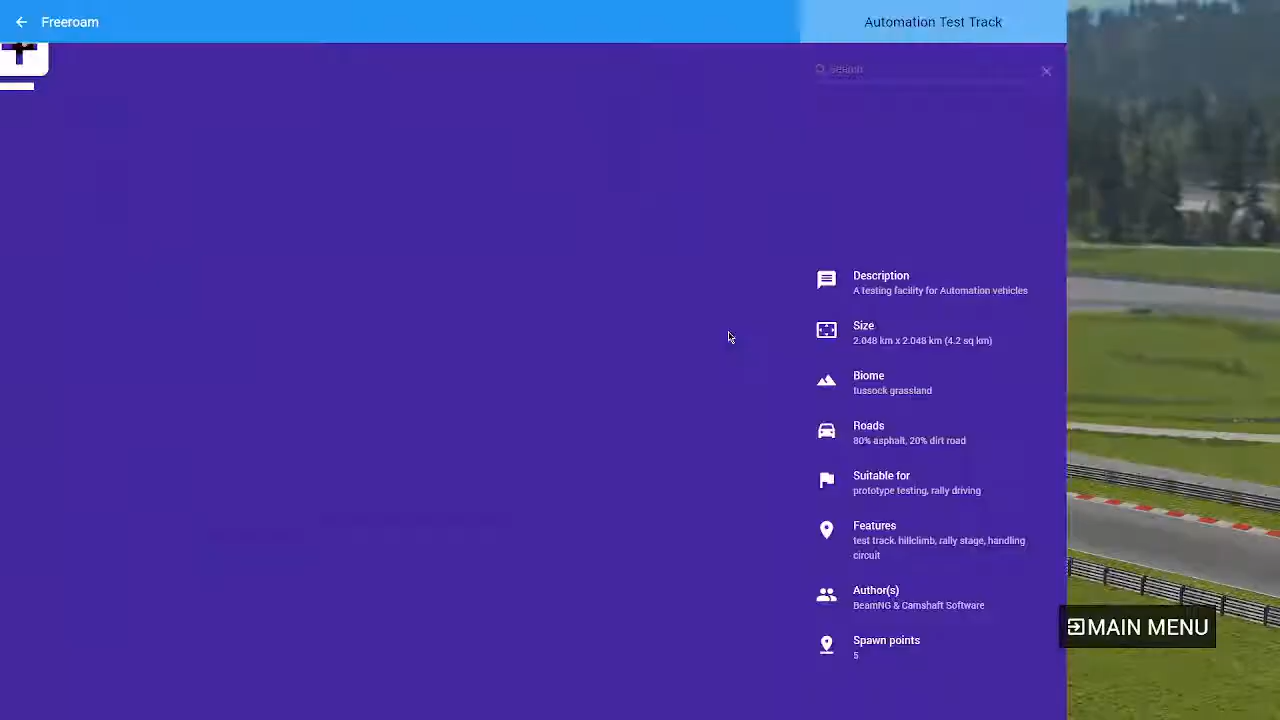 Freeroam
Automation Test Track
Search
Description
A testing facility for Automation vehicles
Size
2.048 km x 2.048 km (4.2 sq km)
Biome
tussock grassland
Roads
80% asphalt, 20% dirt road
Suitable for
prototype testing, rally driving
Features
test track, hillclimb, rally stage, handling
circuit
Author(s)
BeamNG & Camshaft Software
Spawn points
5
MAIN MENU